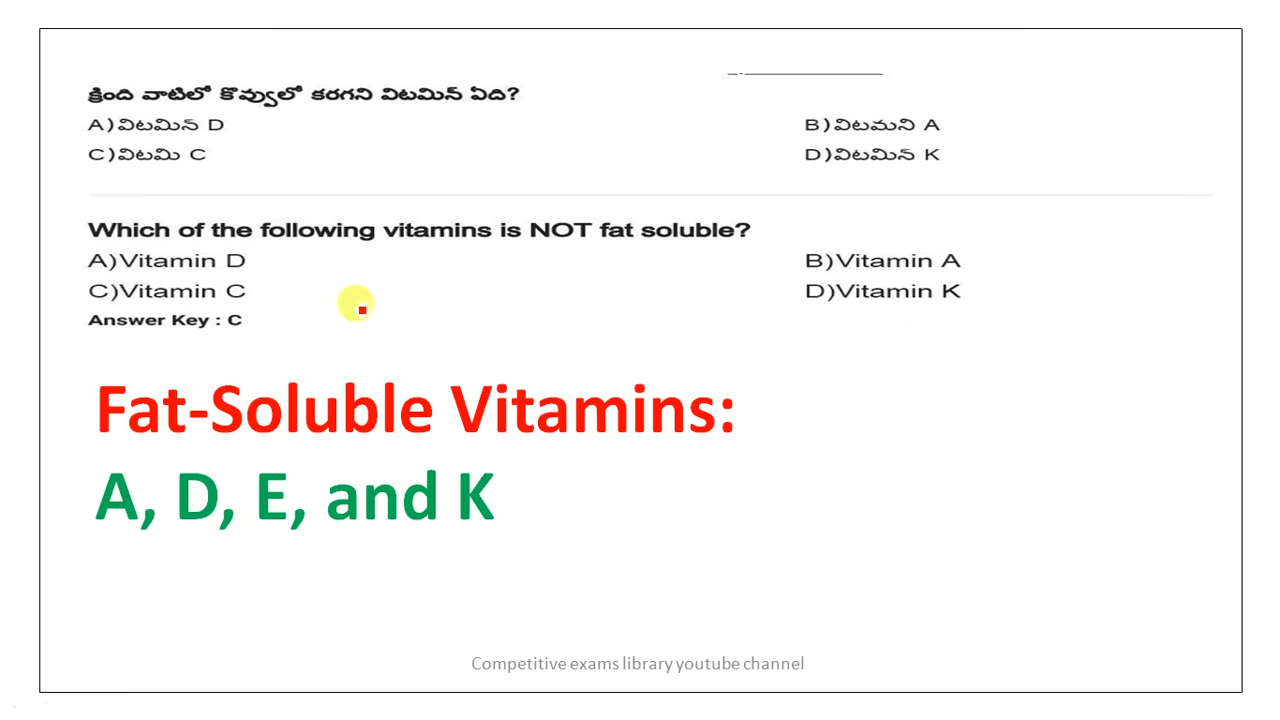 క్రింది వాటిలో కొవ్వులో కరగని విటమిన్ ఏది?
A)విటమిన్ D B)విటమని A
C)విటమి C D)విటమిన్ K
Which of the following vitamins is NOT fat soluble?
A)Vitamin D B)Vitamin A
C)Vitamin C D)Vitamin K
Answer Key : C
Fat-Soluble Vitamins:
A, D, E, and K
Competitive exams library youtube channel